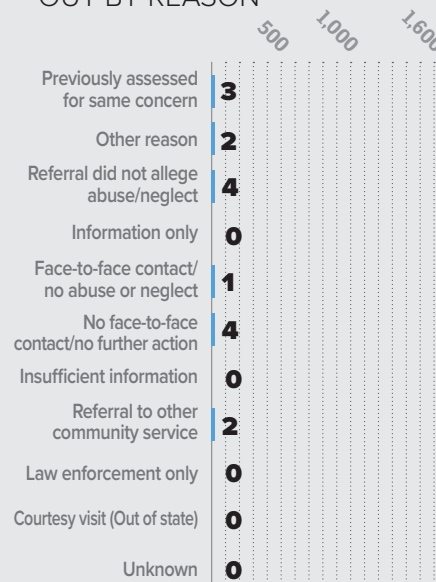 OUT BY REASON
500 1,000 1,600
Previously assessed
for same concern 3
Other reason 2
Referral did not allege
abuse/neglect 4
Information only 0
Face-to-face contact/
no abuse or neglect 1
No face-to-face
contact/no further action 4
Insufficient information 0
Referral to other
community service 2
Law enforcement only 0
Courtesy visit (Out of state) 0
Unknown 0